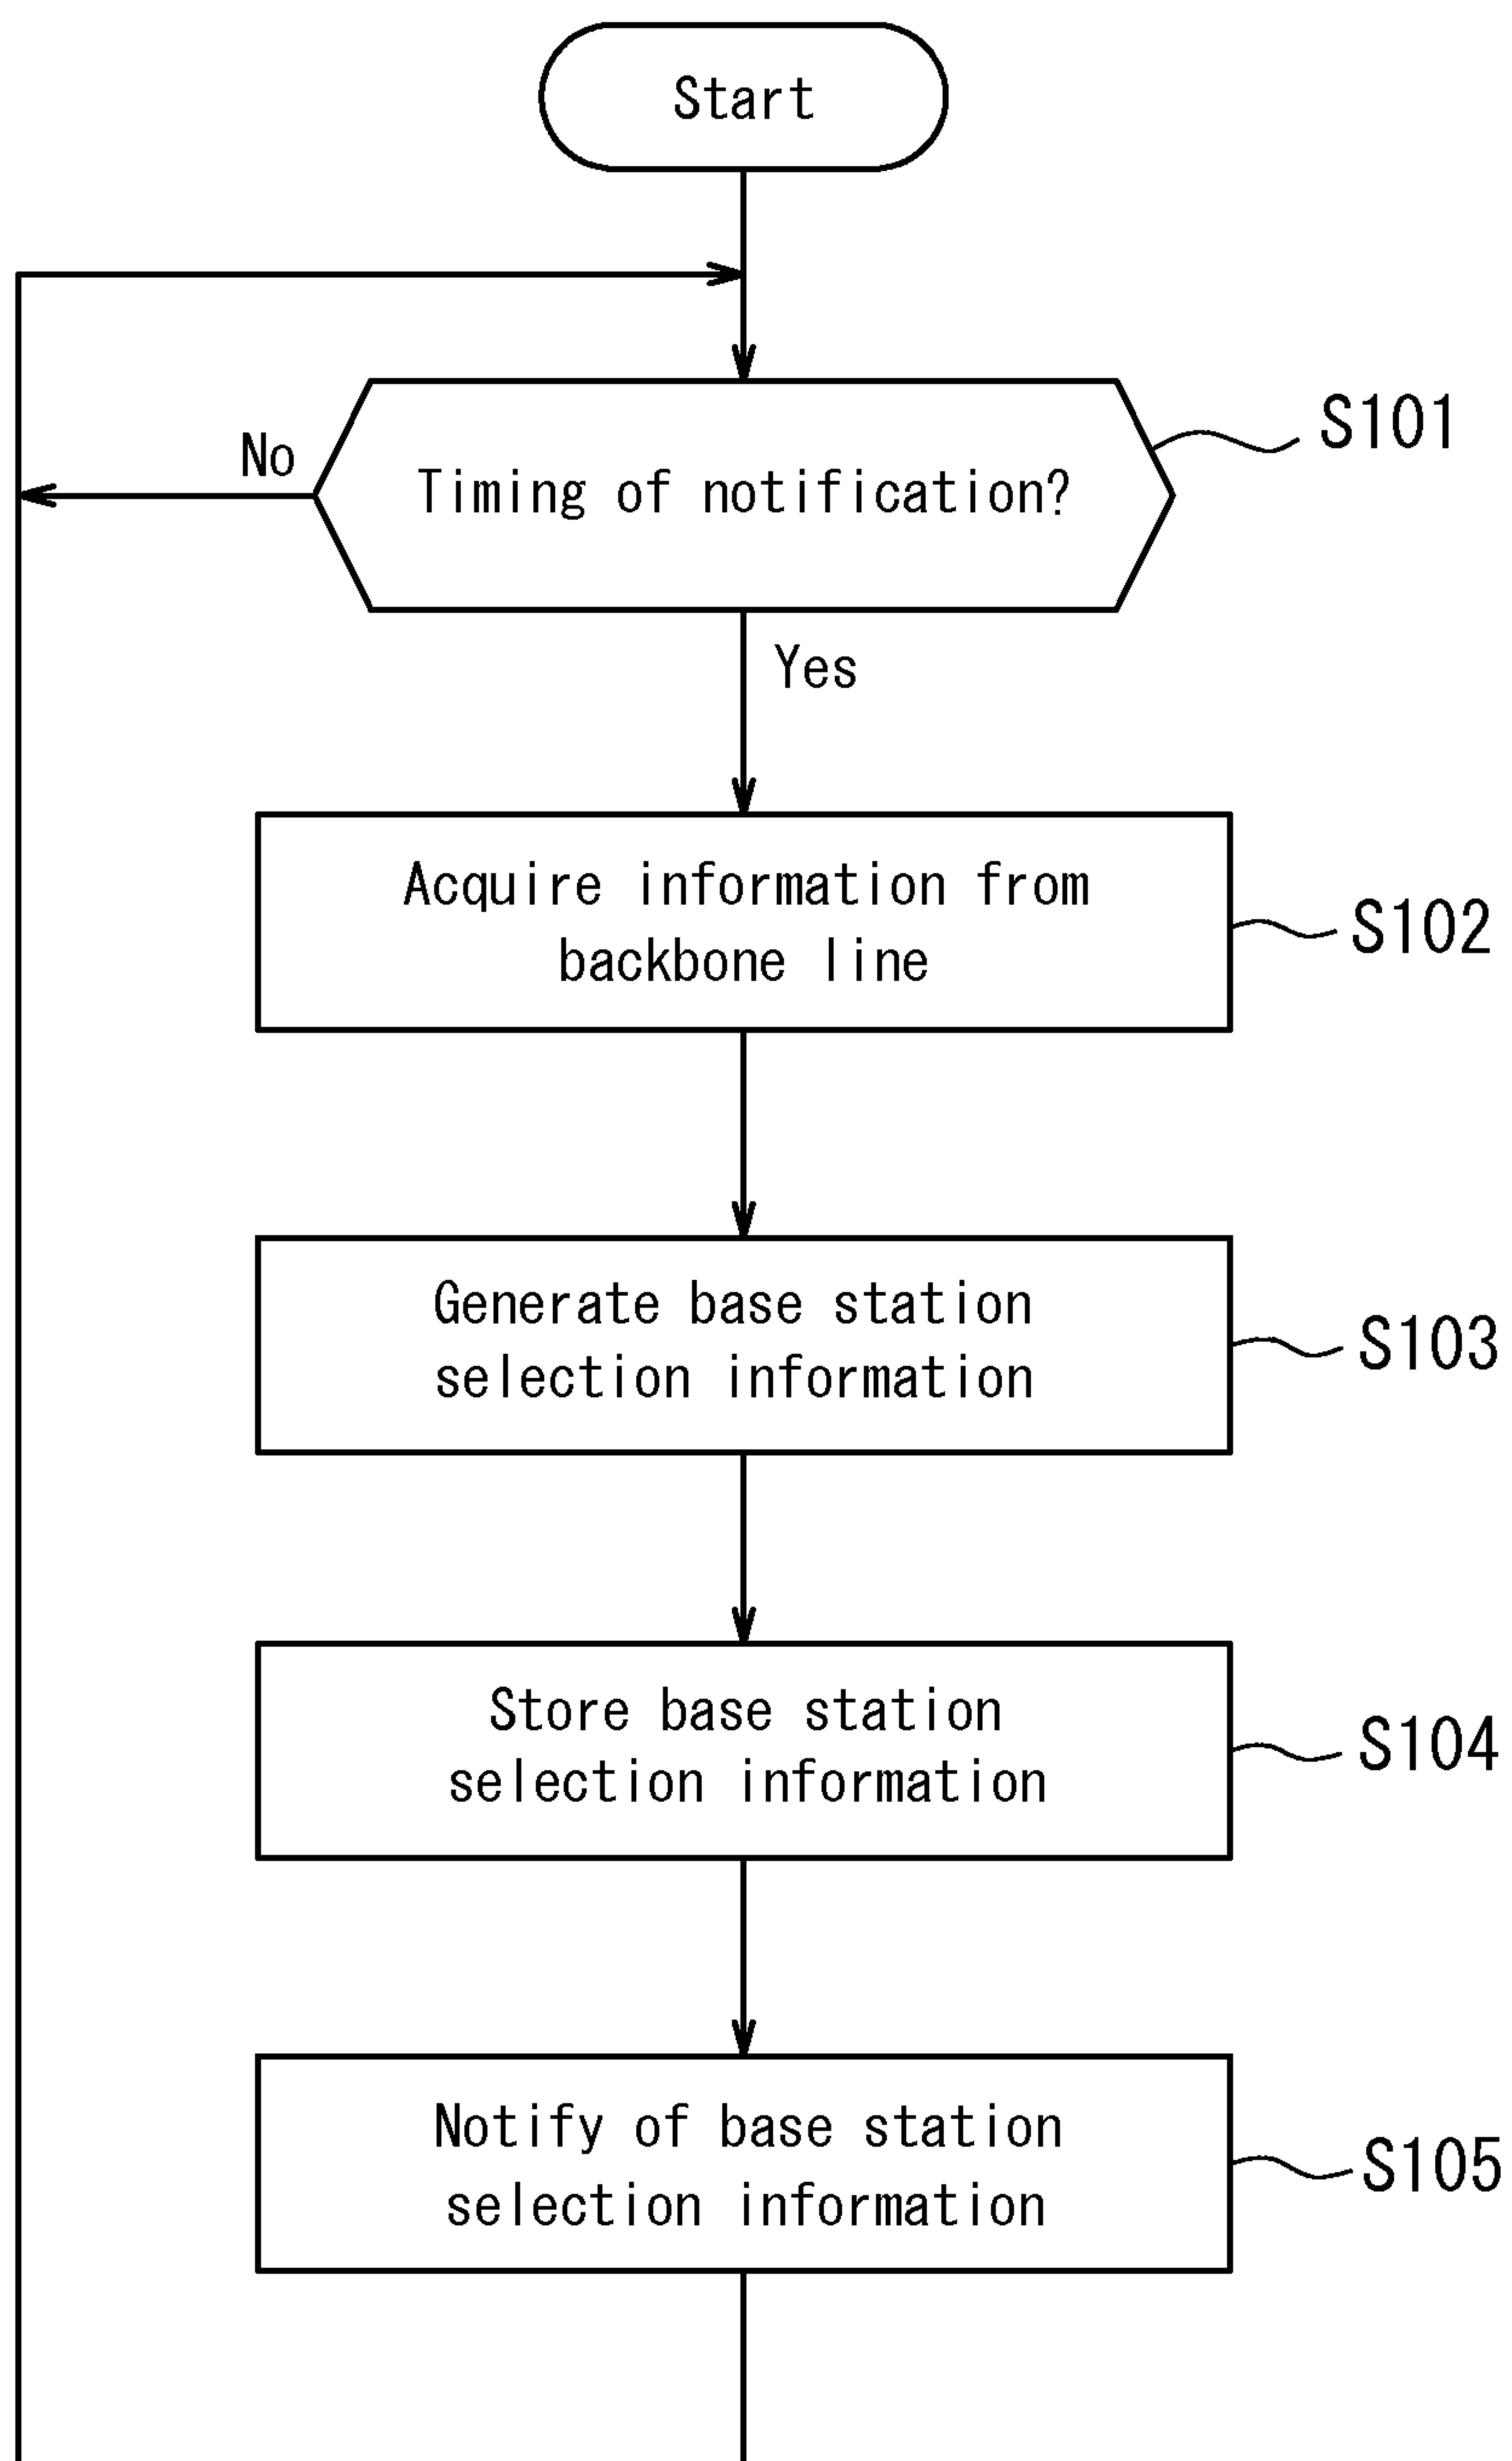 Start
No
Timing of notification?
S101
Yes
Acquire information from
backbone line
S102
Generate base station
selection information
S103
Store base station
selection information
S104
Notify of base station
selection information
S105